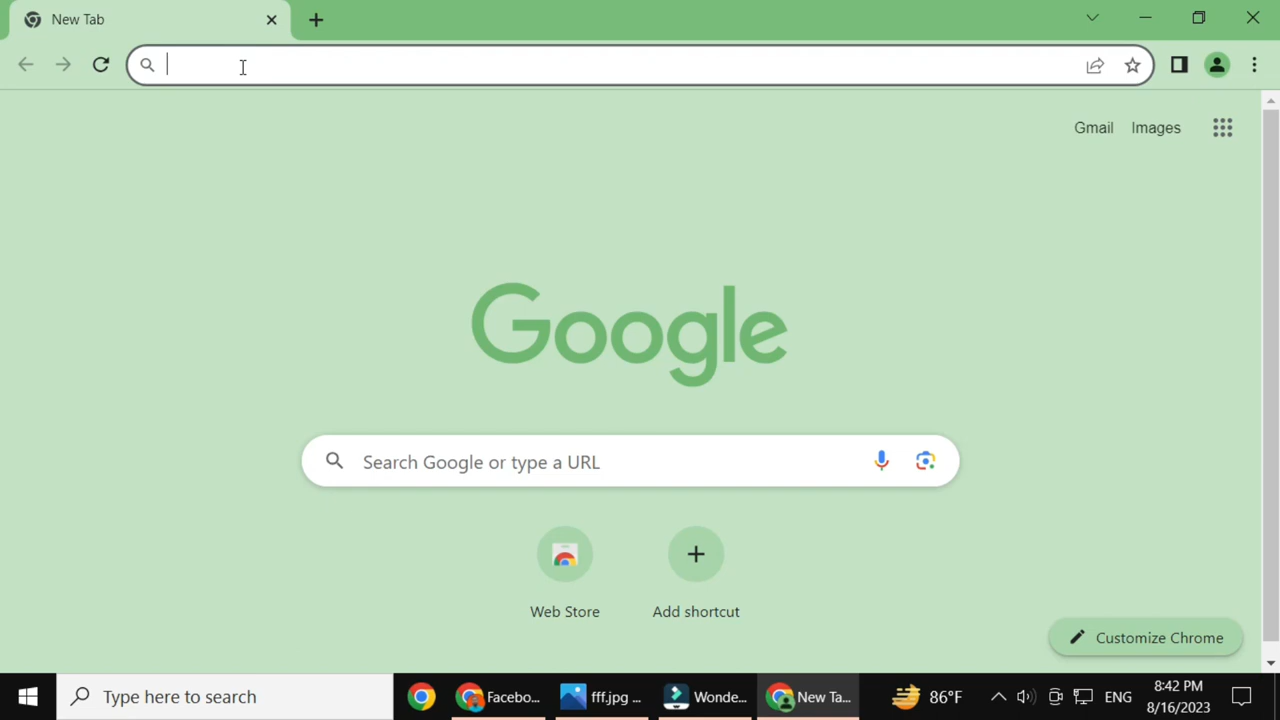 New Tab
Gmail Images
Google
Search Google or type a URL
Web Store Add shortcut
Customize Chrome
Type here to search Facebo... fff.jpg ... Wonde... New Ta... 86°F ENG 8:42 PM
8/16/2023